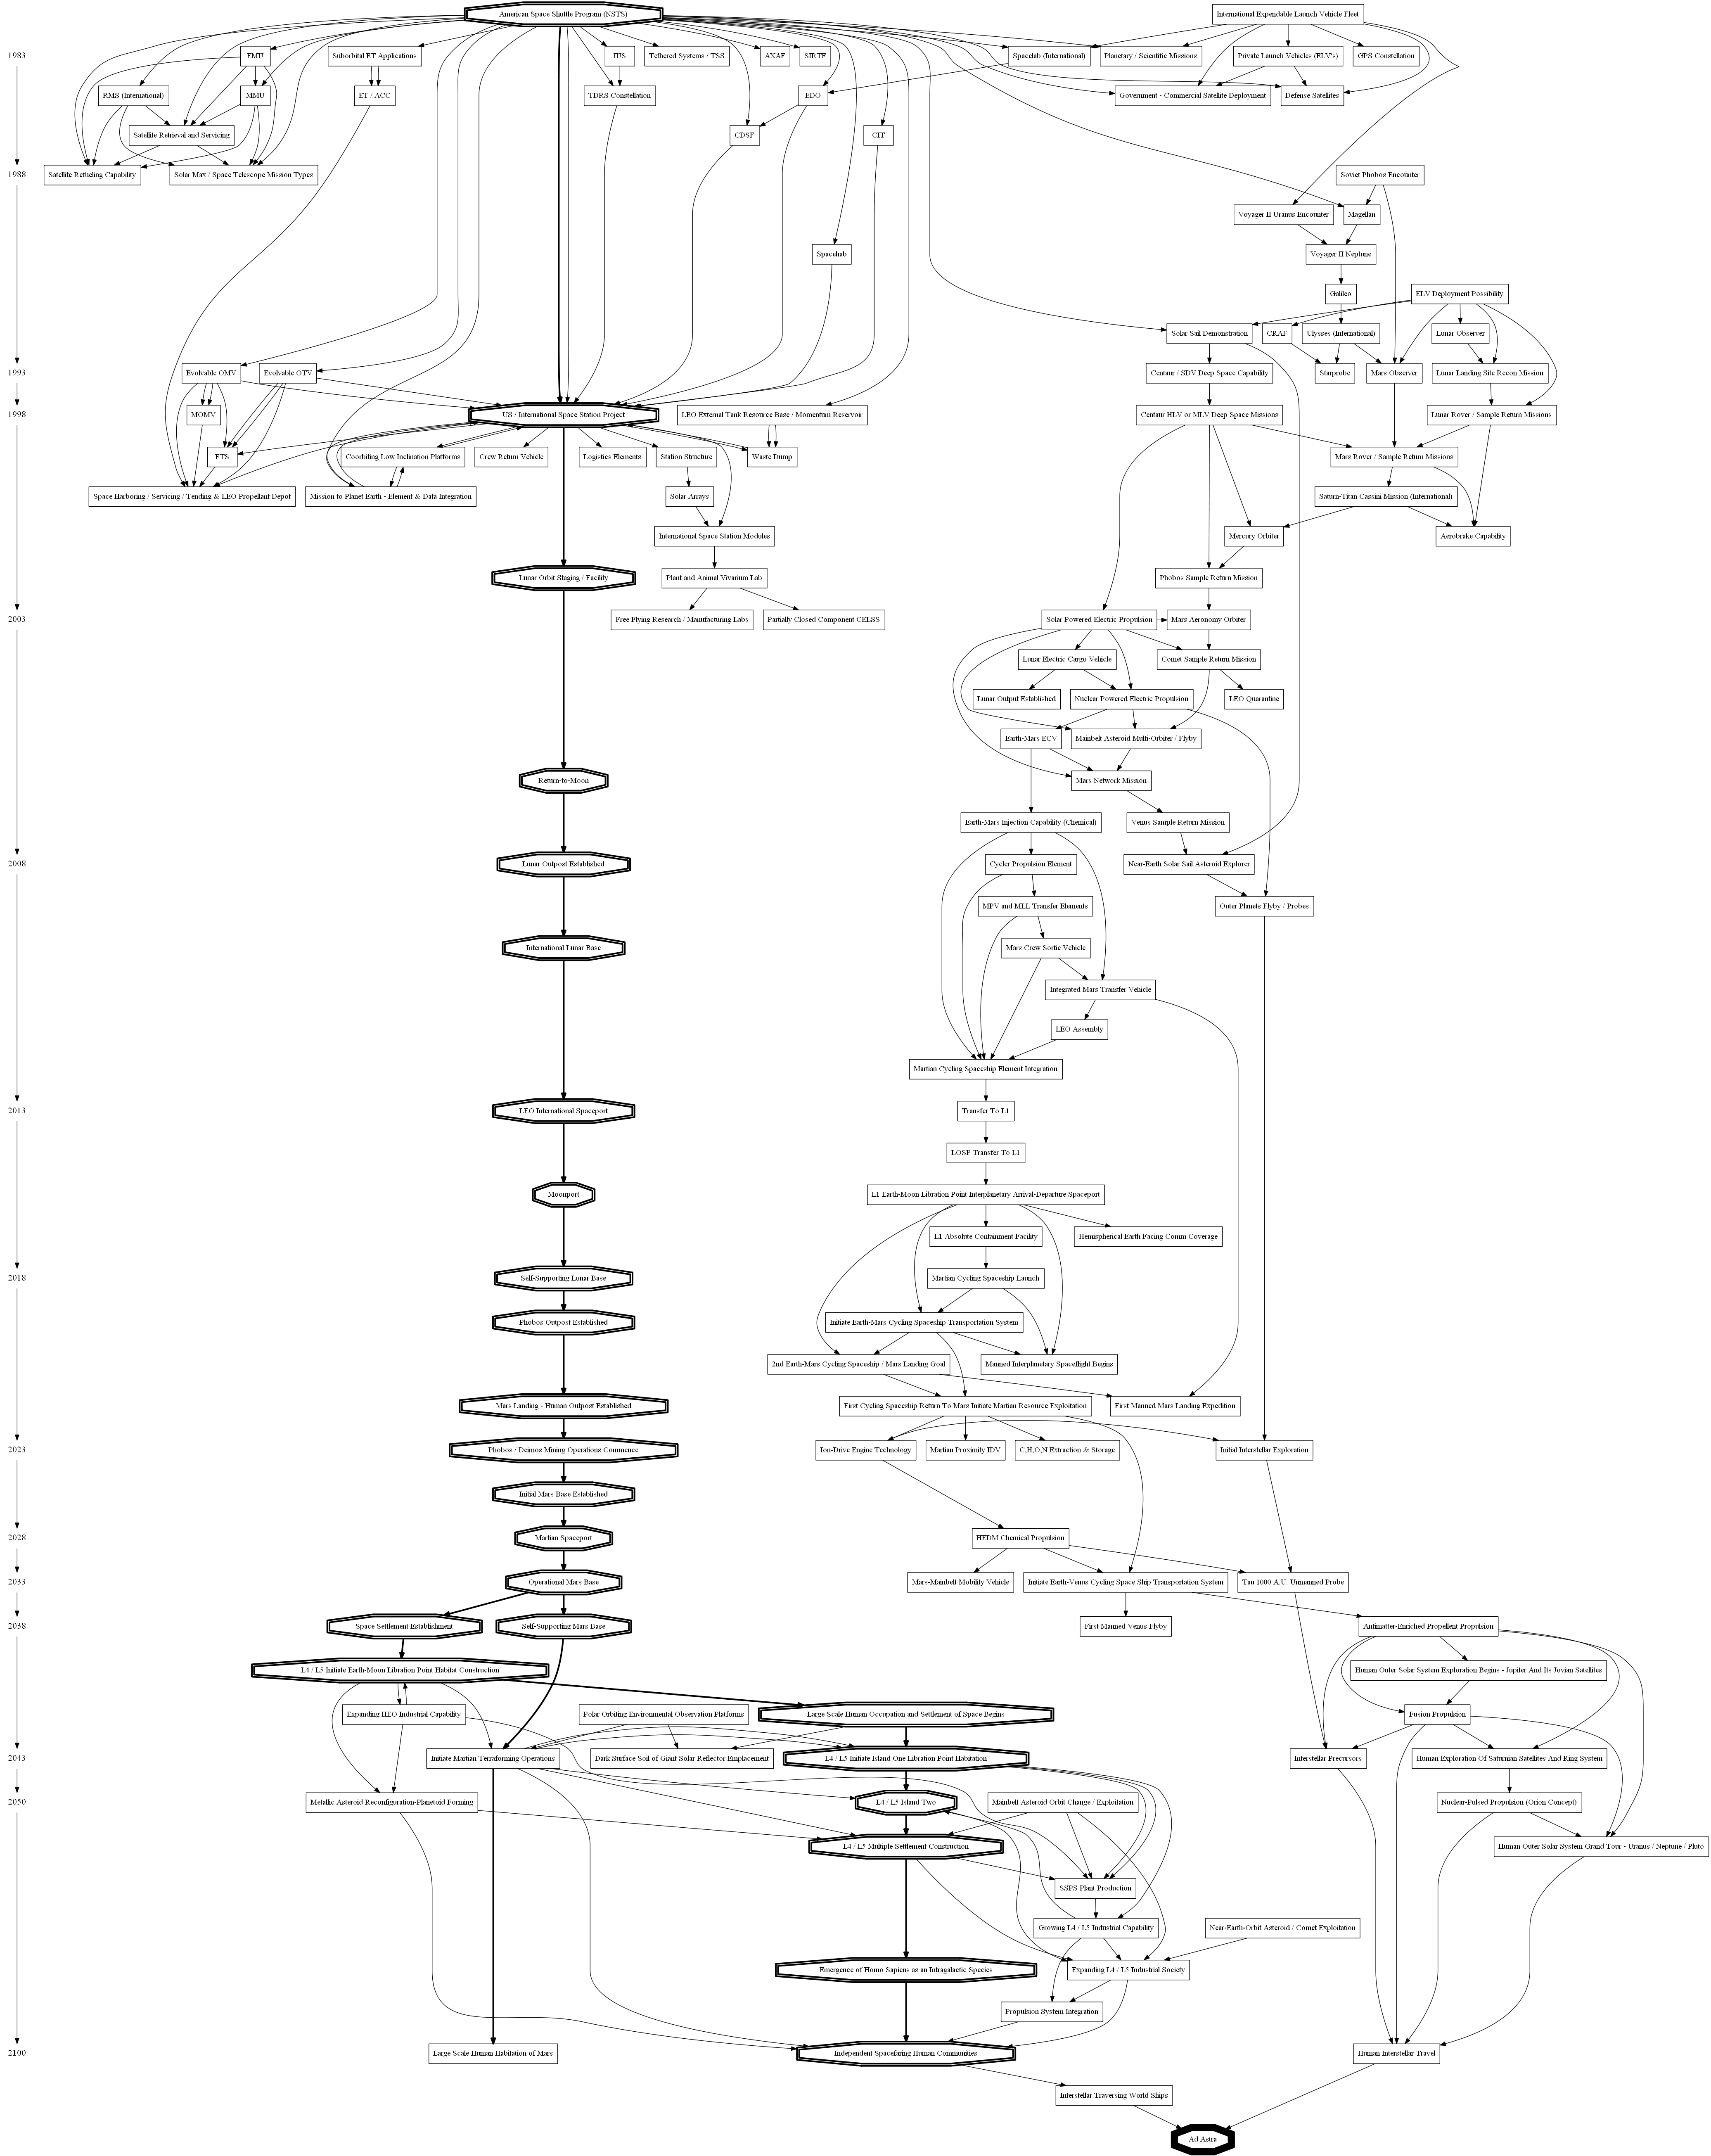 American Space Shuttle Program (NSTS)
International Expendable Launch Vehicle Fleet
1983
EMU
Suborbital ET Applications
IUS
Tethered Systems / TSS
AXAF
SIRTF
Spacelab (International)
Planetary / Scientific Missions
Private Launch Vehicles (ELV's)
GPS Constellation
RMS (International)
MMU
ET / ACC
TDRS Constellation
EDO
Government - Commercial Satellite Deployment
Defense Satellites
Satellite Retrieval and Servicing
CDSF
CTT
1988
Satellite Refueling Capability
Solar Max / Space Telescope Mission Types
Soviet Phobos Encounter
Voyager II Uranus Encounter
Magellan
Spacehab
Voyager II Neptune
Galileo
ELV Deployment Possibility
Solar Sail Demonstration
CRAF
Ulysses (International)
Lunar Observer
1993
Evolvable OMV
Evolvable OTV
Centaur / SDV Deep Space Capability
Starprobe
Mars Observer
Lunar Landing Site Recon Mission
1998
MOMV
US / International Space Station Project
LEO External Tank Resource Base / Momentum Reservoir
Centaur HLV or MLV Deep Space Missions
Lunar Rover / Sample Return Missions
FTS
Coorbiting Low Inclination Platforms
Crew Return Vehicle
Logistics Elements
Station Structure
Waste Dump
Mars Rover / Sample Return Missions
Space Harboring / Servicing / Tending & LEO Propellant Depot
Mission to Planet Earth - Element & Data Integration
Solar Arrays
Saturn-Titan Cassini Mission (International)
International Space Station Modules
Mercury Orbiter
Aerobrake Capability
Lunar Orbit Staging / Facility
Plant and Animal Vivarium Lab
Phobos Sample Return Mission
2003
Free Flying Research / Manufacturing Labs
Partially Closed Component CELSS
Solar Powered Electric Propulsion
Mars Aeronomy Orbiter
Lunar Electric Cargo Vehicle
Comet Sample Return Mission
Lunar Output Established
Nuclear Powered Electric Propulsion
LEO Quarantine
Earth-Mars ECV
Mainbelt Asteroid Multi-Orbiter / Flyby
Return-to-Moon
Mars Network Mission
Earth-Mars Injection Capability (Chemical)
Venus Sample Return Mission
2008
Lunar Outpost Established
Cycler Propulsion Element
Near-Earth Solar Sail Asteroid Explorer
MPV and MLL Transfer Elements
Outer Planets Flyby / Probes
International Lunar Base
Mars Crew Sortie Vehicle
Integrated Mars Transfer Vehicle
LEO Assembly
Martian Cycling Spaceship Element Integration
2013
LEO International Spaceport
Transfer To L1
LOSF Transfer To L1
Moonport
L1 Earth-Moon Libration Point Interplanetary Arrival-Departure Spaceport
L1 Absolute Containment Facility
Hemispherical Earth Facing Comm Coverage
2018
Self-Supporting Lunar Base
Martian Cycling Spaceship Launch
Phobos Outpost Established
Initiate Earth-Mars Cycling Spaceship Transportation System
2nd Earth-Mars Cycling Spaceship / Mars Landing Goal
Manned Interplanetary Spaceflight Begins
Mars Landing - Human Outpost Established
First Cycling Spaceship Return To Mars Initiate Martian Resource Exploitation
First Manned Mars Landing Expedition
2023
Phobos / Deimos Mining Operations Commence
Ion-Drive Engine Technology
Martian Proximity IDV
C,H,O,N Extraction & Storage
Initial Interstellar Exploration
Initial Mars Base Established
2028
Martian Spaceport
HEDM Chemical Propulsion
2033
Operational Mars Base
Mars-Mainbelt Mobility Vehicle
Initiate Earth-Venus Cycling Space Ship Transportation System
Tau 1000 A.U. Unmanned Probe
2038
Space Settlement Establishment
Self-Supporting Mars Base
First Manned Venus Flyby
Antimatter-Enriched Propellent Propulsion
L4 / L5 Initiate Earth-Moon Libration Point Habitat Construction
Human Outer Solar System Exploration Begins - Jupiter And Its Jovian Satellites
Expanding HEO Industrial Capability
Polar Orbiting Environmental Observation Platforms
Large Scale Human Occupation and Settlement of Space Begins
Fusion Propulsion
2043
Initiate Martian Terraforming Operations
Dark Surface Soil of Giant Solar Reflector Emplacement
L4 / L5 Initiate Island One Libration Point Habitation
Interstellar Precursors
Human Exploration Of Saturnian Satellites And Ring System
2050
Metallic Asteroid Reconfiguration-Planetoid Forming
L4 / L5 Island Two
Mainbelt Asteroid Orbit Change / Exploitation
Nuclear-Pulsed Propulsion (Orion Concept)
L4 / L5 Multiple Settlement Construction
Human Outer Solar System Grand Tour - Uranus / Neptune / Pluto
SSPS Plant Production
Growing L4 / L5 Industrial Capability
Near-Earth-Orbit Asteroid / Comet Exploitation
Emergence of Homo Sapiens as an Intragalactic Species
Expanding L4 / L5 Industrial Society
Propulsion System Integration
2100
Large Scale Human Habitation of Mars
Independent Spacefaring Human Communities
Human Interstellar Travel
Interstellar Traversing World Ships
Ad Astra